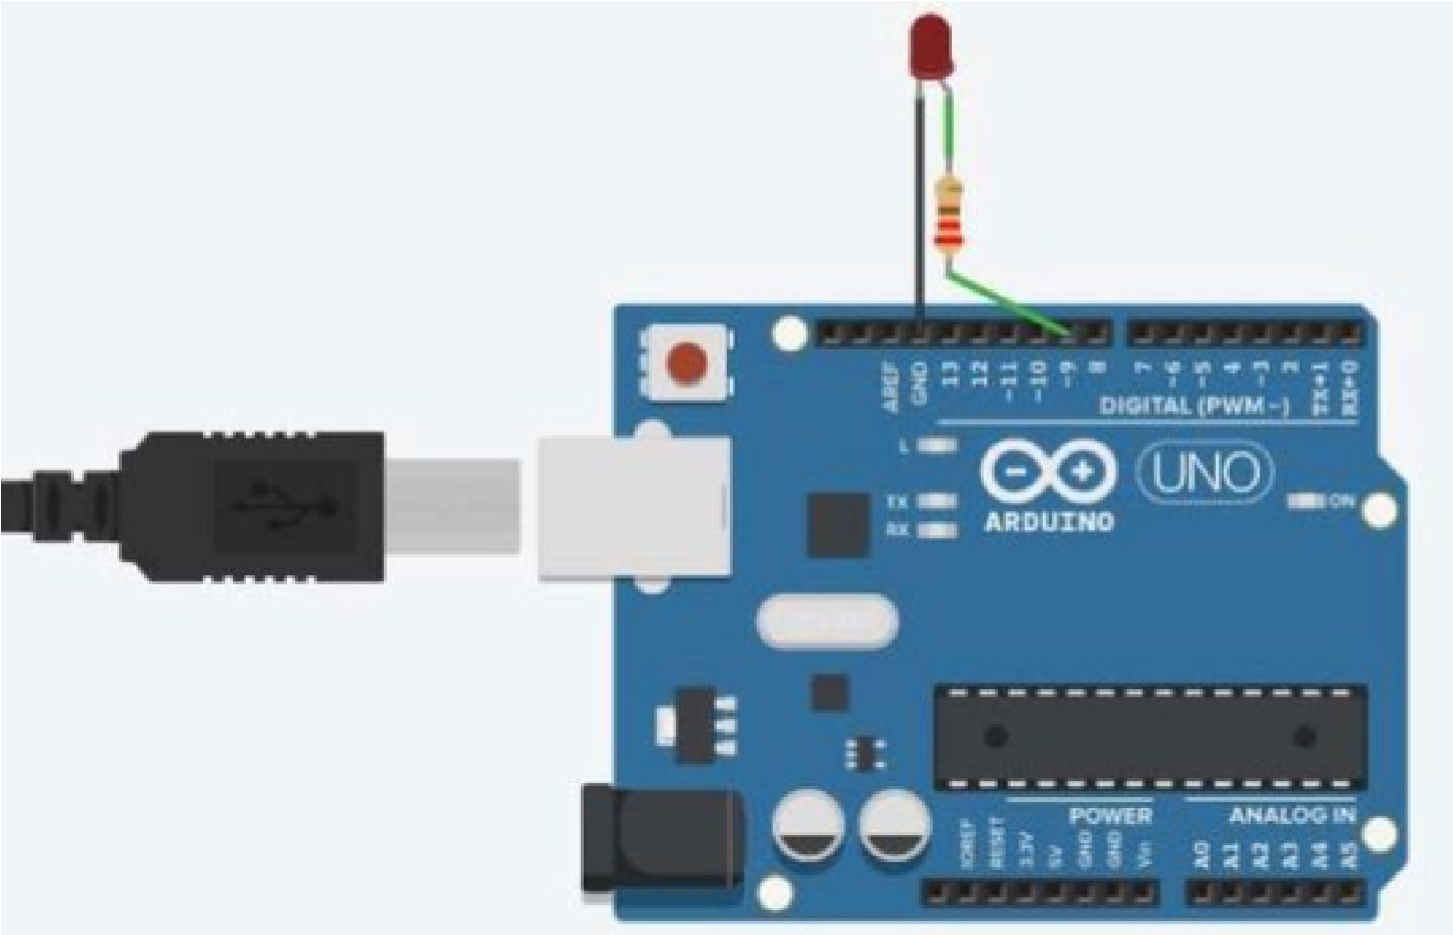 AREF GND 13 12 ~11 ~10 ~9 8 7 ~6 ~5 4 ~3 2 TX→1 RX←0
DIGITAL (PWM~)
L
TX
RX
UNO
ON
ARDUINO
POWER
ANALOG IN
IOREF RESET 3.3V 5V GND GND Vin A0 A1 A2 A3 A4 A5